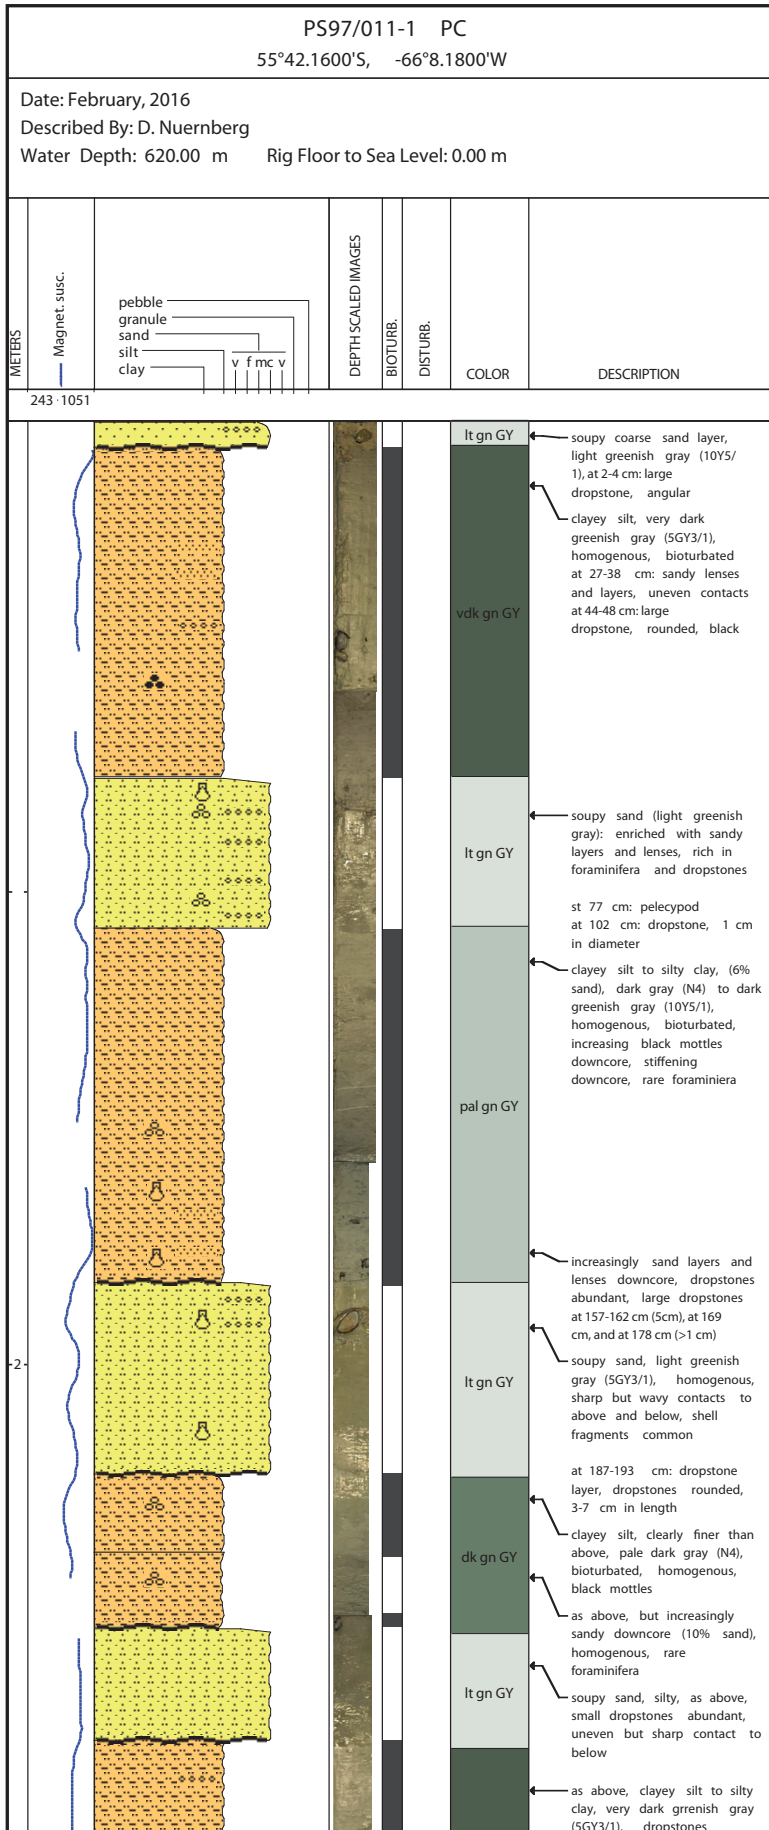 PS97/011-1 PC
55°42.1600'S, -66°8.1800'W
Date: February, 2016
Described By: D. Nuernberg
Water Depth: 620.00 m Rig Floor to Sea Level: 0.00 m
METERS
Magnet. susc.
pebble
granule
sand
silt
clay
v f m c v
DEPTH SCALED IMAGES
BIOTURB.
DISTURB.
COLOR
DESCRIPTION
243 1051
lt gn GY
soupy coarse sand layer,
light greenish gray (10Y5/
1), at 2-4 cm: large
dropstone, angular
clayey silt, very dark
greenish gray (5GY3/1),
homogenous, bioturbated
at 27-38 cm: sandy lenses
and layers, uneven contacts
at 44-48 cm: large
dropstone, rounded, black
vdk gn GY
lt gn GY
soupy sand (light greenish
gray): enriched with sandy
layers and lenses, rich in
foraminifera and dropstones
st 77 cm: pelecypod
at 102 cm: dropstone, 1 cm
in diameter
clayey silt to silty clay, (6%
sand), dark gray (N4) to dark
greenish gray (10Y5/1),
homogenous, bioturbated,
increasing black mottles
downcore, stiffening
downcore, rare foraminiera
pal gn GY
increasingly sand layers and
lenses downcore, dropstones
abundant, large dropstones
at 157-162 cm (5cm), at 169
cm, and at 178 cm (>1 cm)
2
lt gn GY
soupy sand, light greenish
gray (5GY3/1), homogenous,
sharp but wavy contacts to
above and below, shell
fragments common
at 187-193 cm: dropstone
layer, dropstones rounded,
3-7 cm in length
dk gn GY
clayey silt, clearly finer than
above, pale dark gray (N4),
bioturbated, homogenous,
black mottles
as above, but increasingly
sandy downcore (10% sand),
homogenous, rare
foraminifera
lt gn GY
soupy sand, silty, as above,
small dropstones abundant,
uneven but sharp contact to
below
as above, clayey silt to silty
clay, very dark grrenish gray
(5GY3/1), dropstones